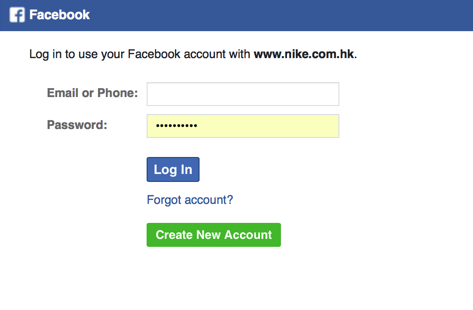 Facebook
Log in to use your Facebook account with www.nike.com.hk.
Email or Phone:
Password: ••••••••••
Log In
Forgot account?
Create New Account